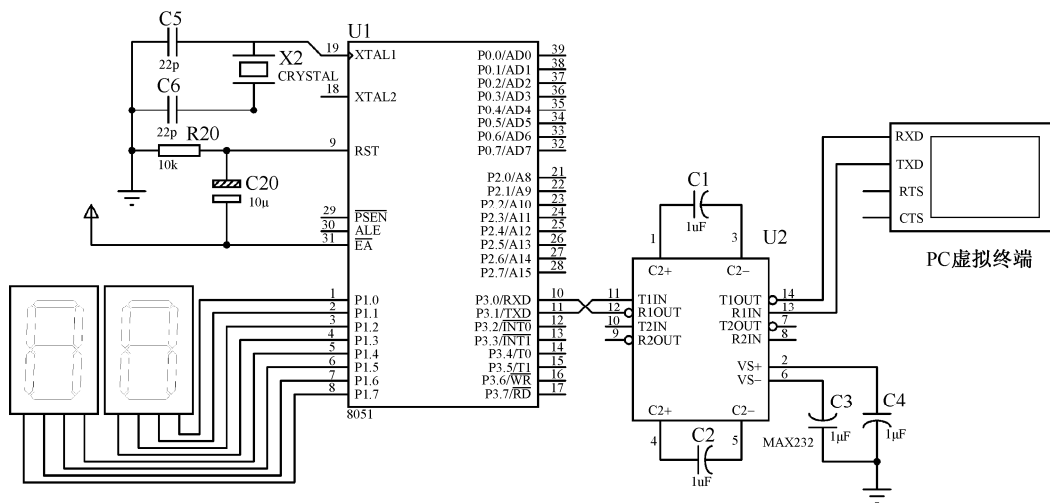 C5
22p
X2
CRYSTAL
C6
22p
R20
10k
C20
10μ
U1
19
XTAL1
18
XTAL2
9
RST
29
PSEN
30
ALE
31
EA
1
P1.0
2
P1.1
3
P1.2
4
P1.3
5
P1.4
6
P1.5
7
P1.6
8
P1.7
8051
P0.0/AD0
39
P0.1/AD1
38
P0.2/AD2
37
P0.3/AD3
36
P0.4/AD4
35
P0.5/AD5
34
P0.6/AD6
33
P0.7/AD7
32
P2.0/A8
21
P2.1/A9
22
P2.2/A10
23
P2.3/A11
24
P2.4/A12
25
P2.5/A13
26
P2.6/A14
27
P2.7/A15
28
P3.0/RXD
10
P3.1/TXD
11
P3.2/INT0
12
P3.3/INT1
13
P3.4/T0
14
P3.5/T1
15
P3.6/WR
16
P3.7/RD
17
C1
1uF
1
3
U2
C2+
C2−
11
T1IN
12
R1OUT
10
T2IN
9
R2OUT
T1OUT
14
R1IN
13
T2OUT
7
R2IN
8
VS+
2
VS−
6
C2+
C2−
4
5
C2
1uF
MAX232
C3
1μF
C4
1μF
RXD
TXD
RTS
CTS
PC虚拟终端